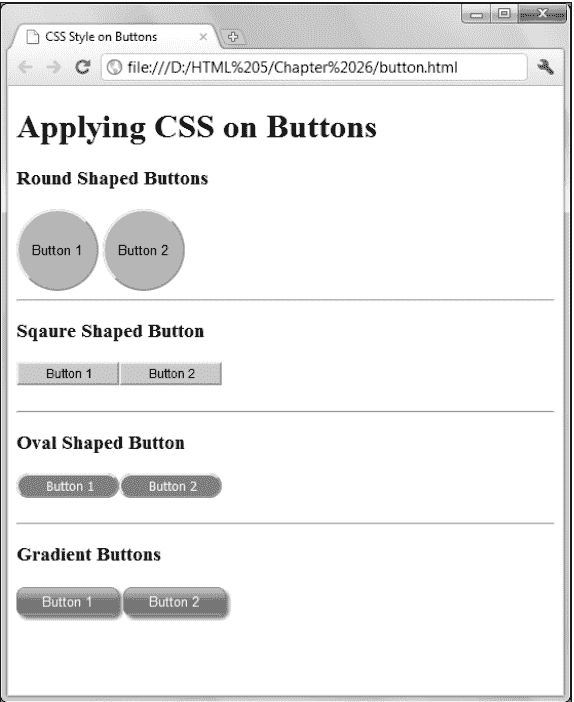 CSS Style on Buttons
file:///D:/HTML%205/Chapter%2026/button.html
Applying CSS on Buttons
Round Shaped Buttons
Button 1 Button 2
Sqaure Shaped Button
Button 1 Button 2
Oval Shaped Button
Button 1 Button 2
Gradient Buttons
Button 1 Button 2